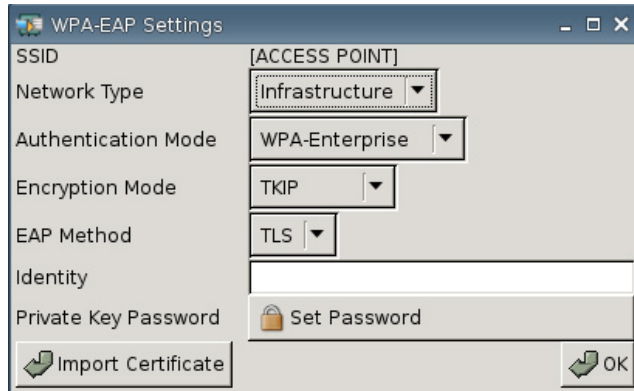 WPA-EAP Settings
SSID [ACCESS POINT]
Network Type Infrastructure
Authentication Mode WPA-Enterprise
Encryption Mode TKIP
EAP Method TLS
Identity
Private Key Password Set Password
Import Certificate OK